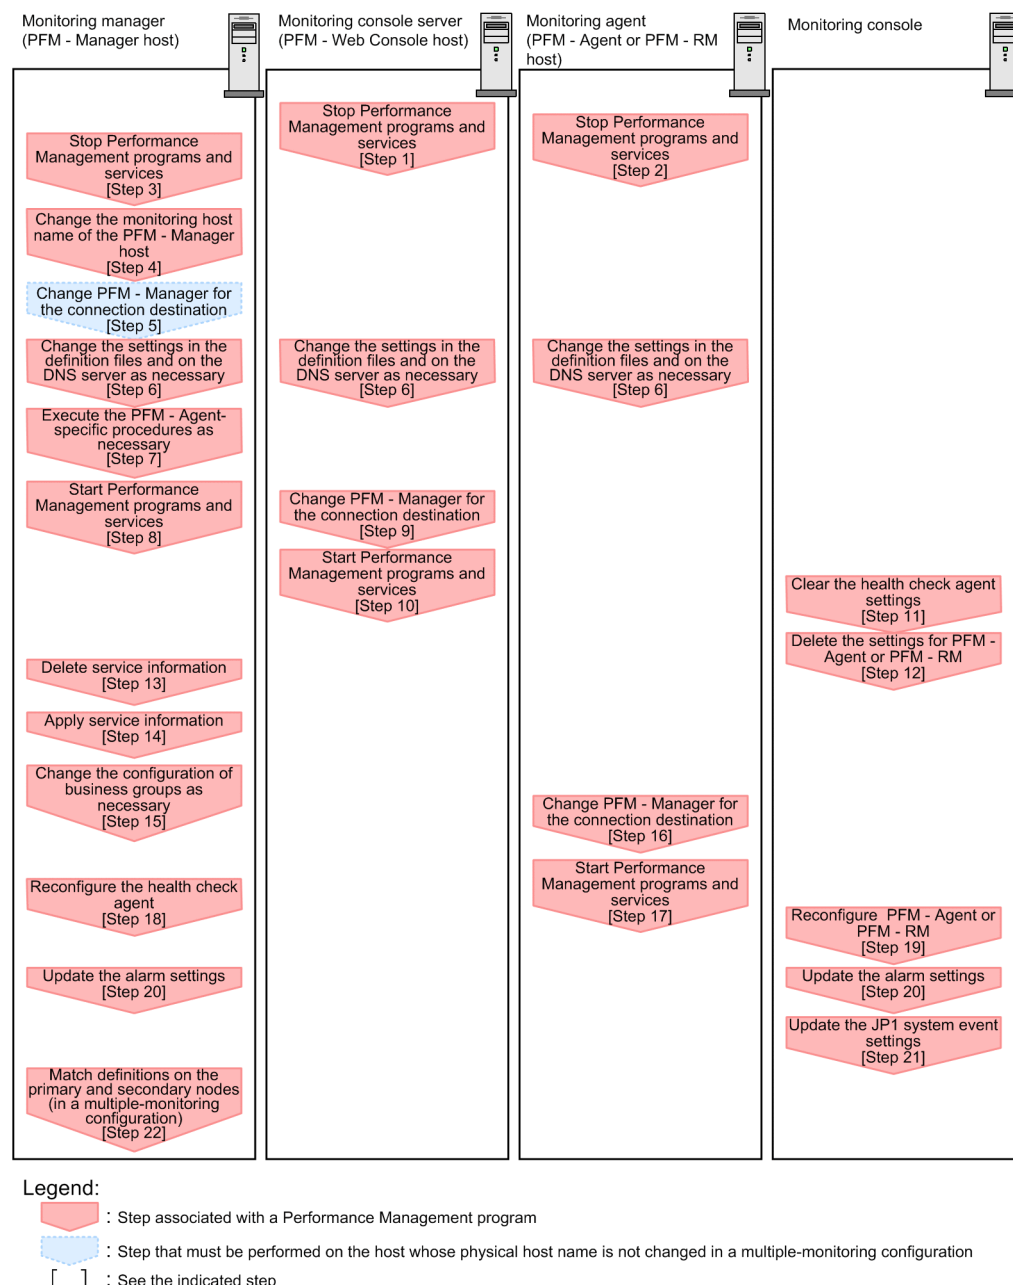 Monitoring manager
(PFM - Manager host)
Monitoring console server
(PFM - Web Console host)
Monitoring agent
(PFM - Agent or PFM - RM
host)
Monitoring console
Stop Performance
Management programs and
services
[Step 1]
Stop Performance
Management programs and
services
[Step 2]
Stop Performance
Management programs and
services
[Step 3]
Change the monitoring host
name of the PFM - Manager
host
[Step 4]
Change PFM - Manager for
the connection destination
[Step 5]
Change the settings in the
definition files and on the
DNS server as necessary
[Step 6]
Change the settings in the
definition files and on the
DNS server as necessary
[Step 6]
Change the settings in the
definition files and on the
DNS server as necessary
[Step 6]
Execute the PFM - Agent-
specific procedures as
necessary
[Step 7]
Start Performance
Management programs and
services
[Step 8]
Change PFM - Manager for
the connection destination
[Step 9]
Start Performance
Management programs and
services
[Step 10]
Clear the health check agent
settings
[Step 11]
Delete the settings for PFM -
Agent or PFM - RM
[Step 12]
Delete service information
[Step 13]
Apply service information
[Step 14]
Change the configuration of
business groups as
necessary
[Step 15]
Change PFM - Manager for
the connection destination
[Step 16]
Start Performance
Management programs and
services
[Step 17]
Reconfigure the health check
agent
[Step 18]
Reconfigure PFM - Agent or
PFM - RM
[Step 19]
Update the alarm settings
[Step 20]
Update the alarm settings
[Step 20]
Update the JP1 system event
settings
[Step 21]
Match definitions on the
primary and secondary nodes
(in a multiple-monitoring
configuration)
[Step 22]
Legend:
: Step associated with a Performance Management program
: Step that must be performed on the host whose physical host name is not changed in a multiple-monitoring configuration
[ ] : See the indicated step